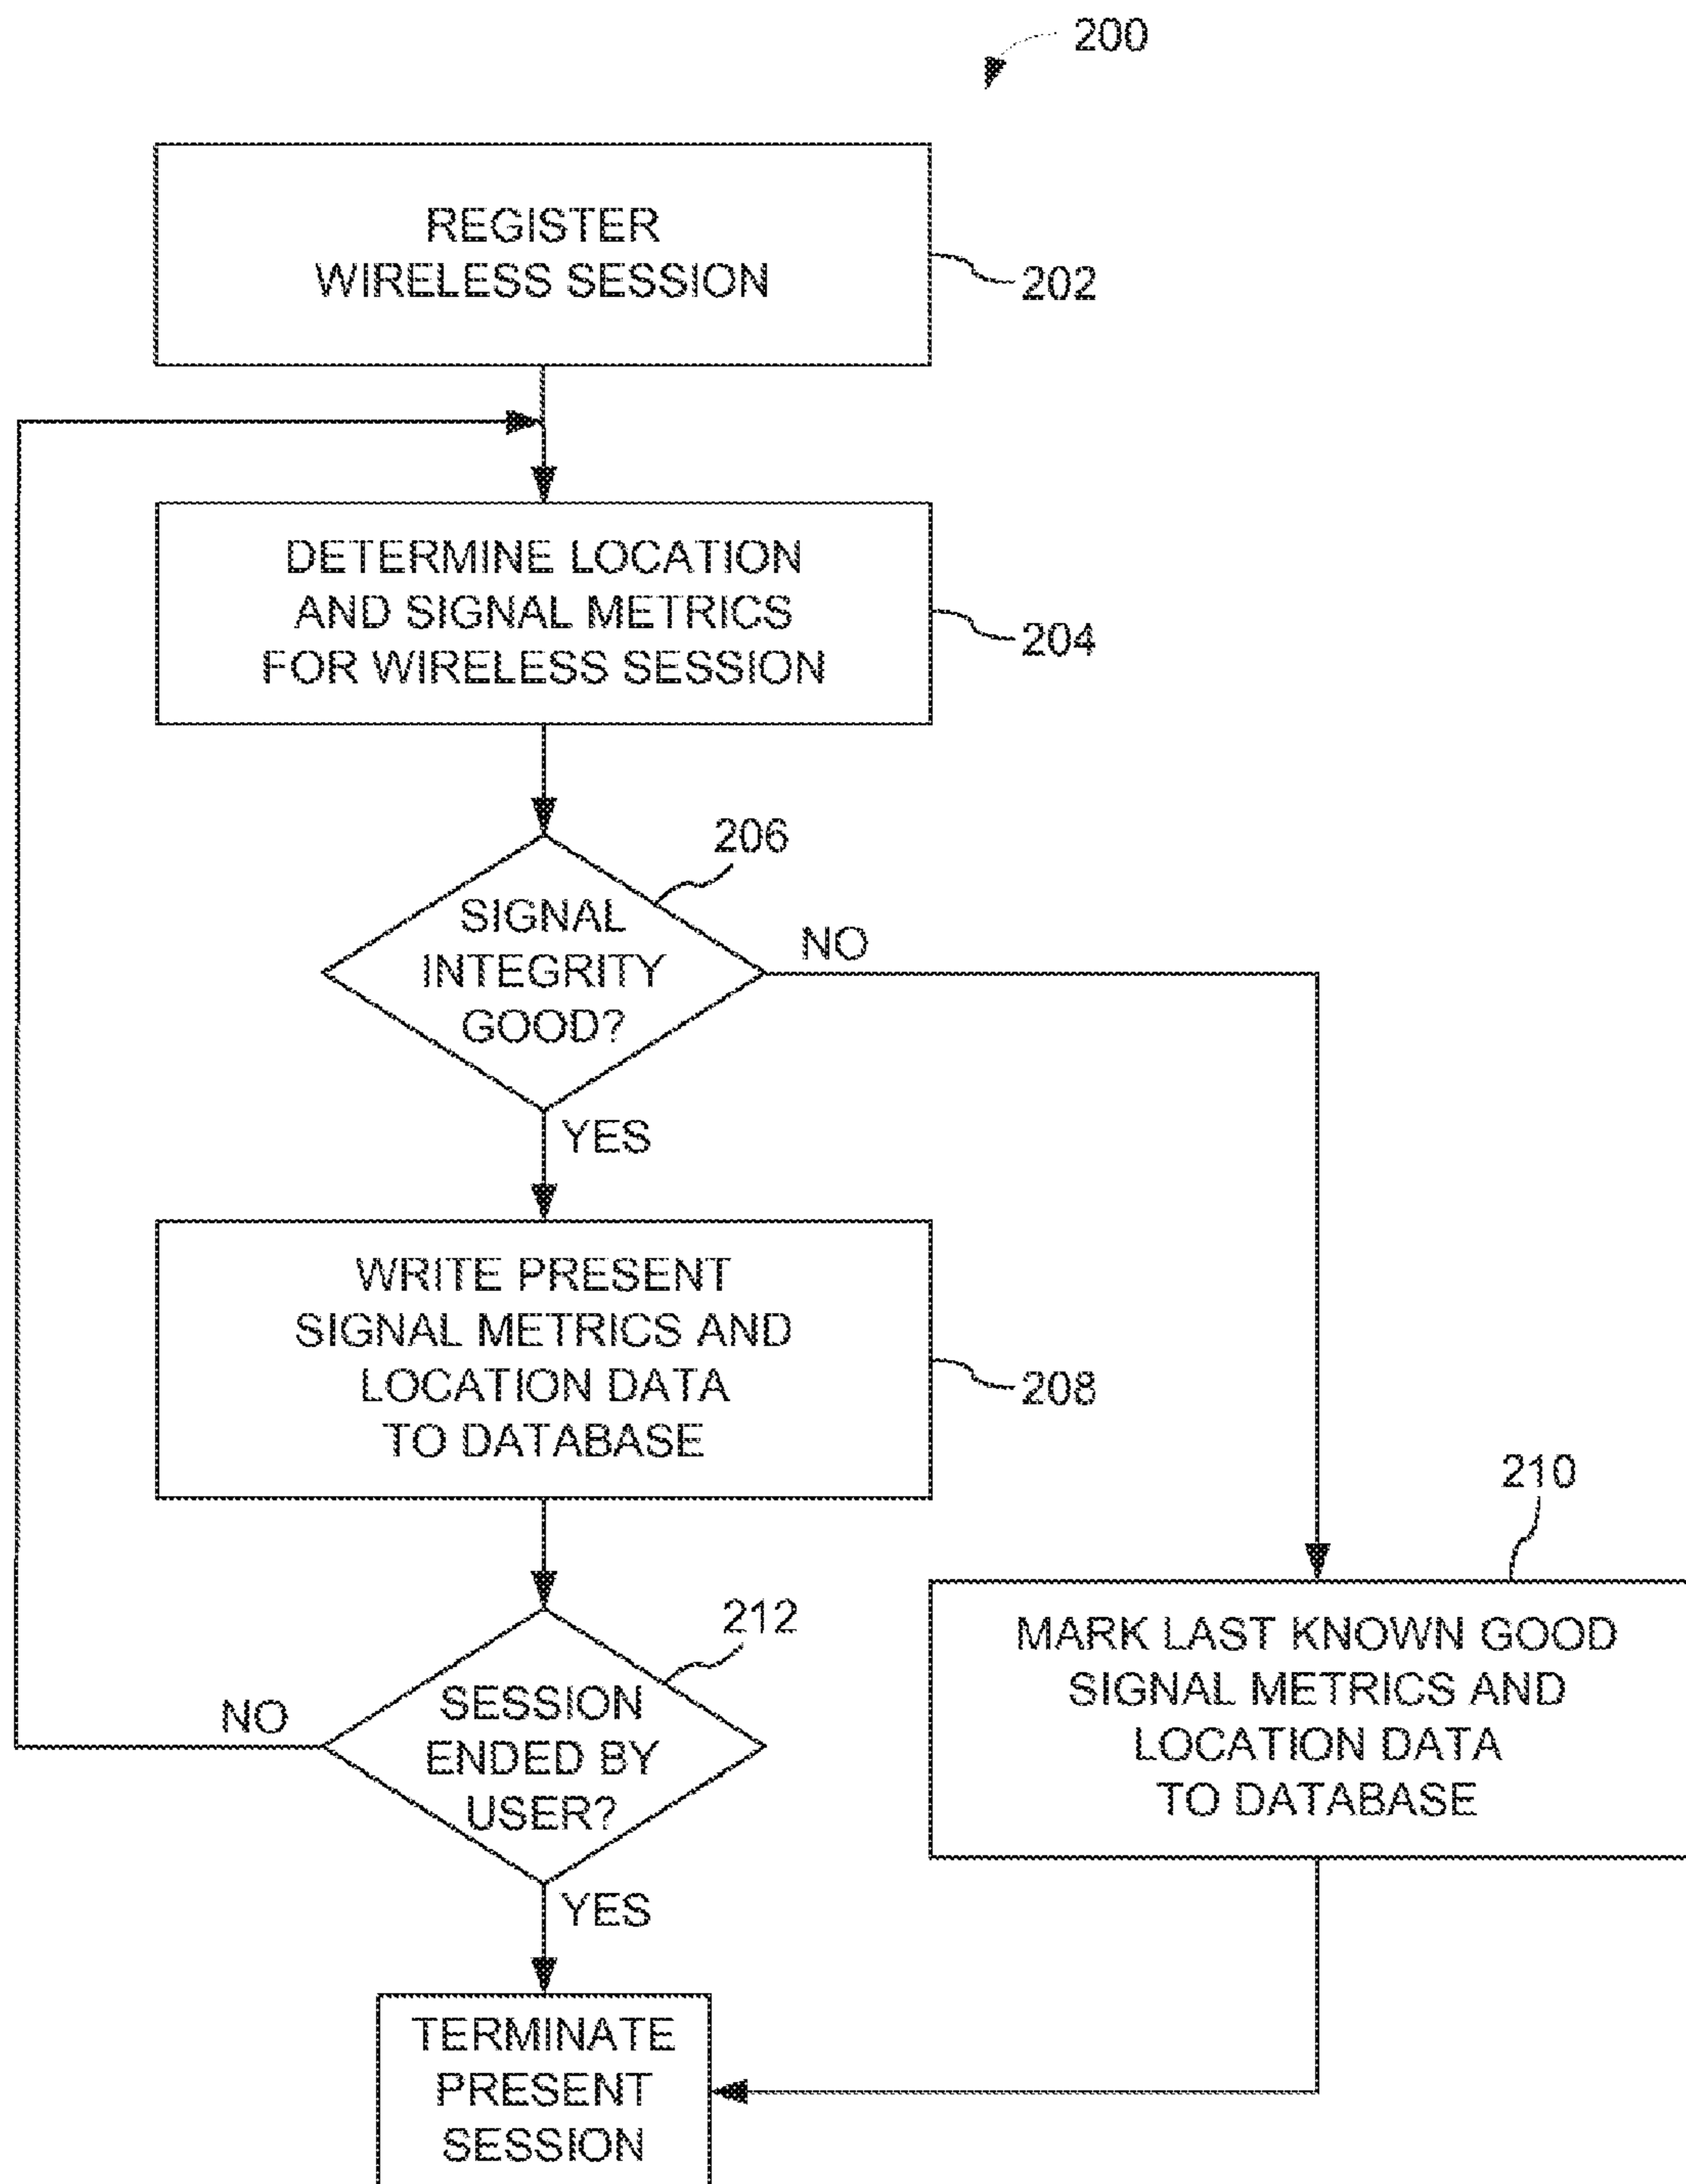 200
REGISTER
WIRELESS SESSION
202
DETERMINE LOCATION
AND SIGNAL METRICS
FOR WIRELESS SESSION
204
206
SIGNAL
INTEGRITY
GOOD?
NO
YES
WRITE PRESENT
SIGNAL METRICS AND
LOCATION DATA
TO DATABASE
208
210
MARK LAST KNOWN GOOD
SIGNAL METRICS AND
LOCATION DATA
TO DATABASE
212
SESSION
ENDED BY
USER?
NO
YES
TERMINATE
PRESENT
SESSION